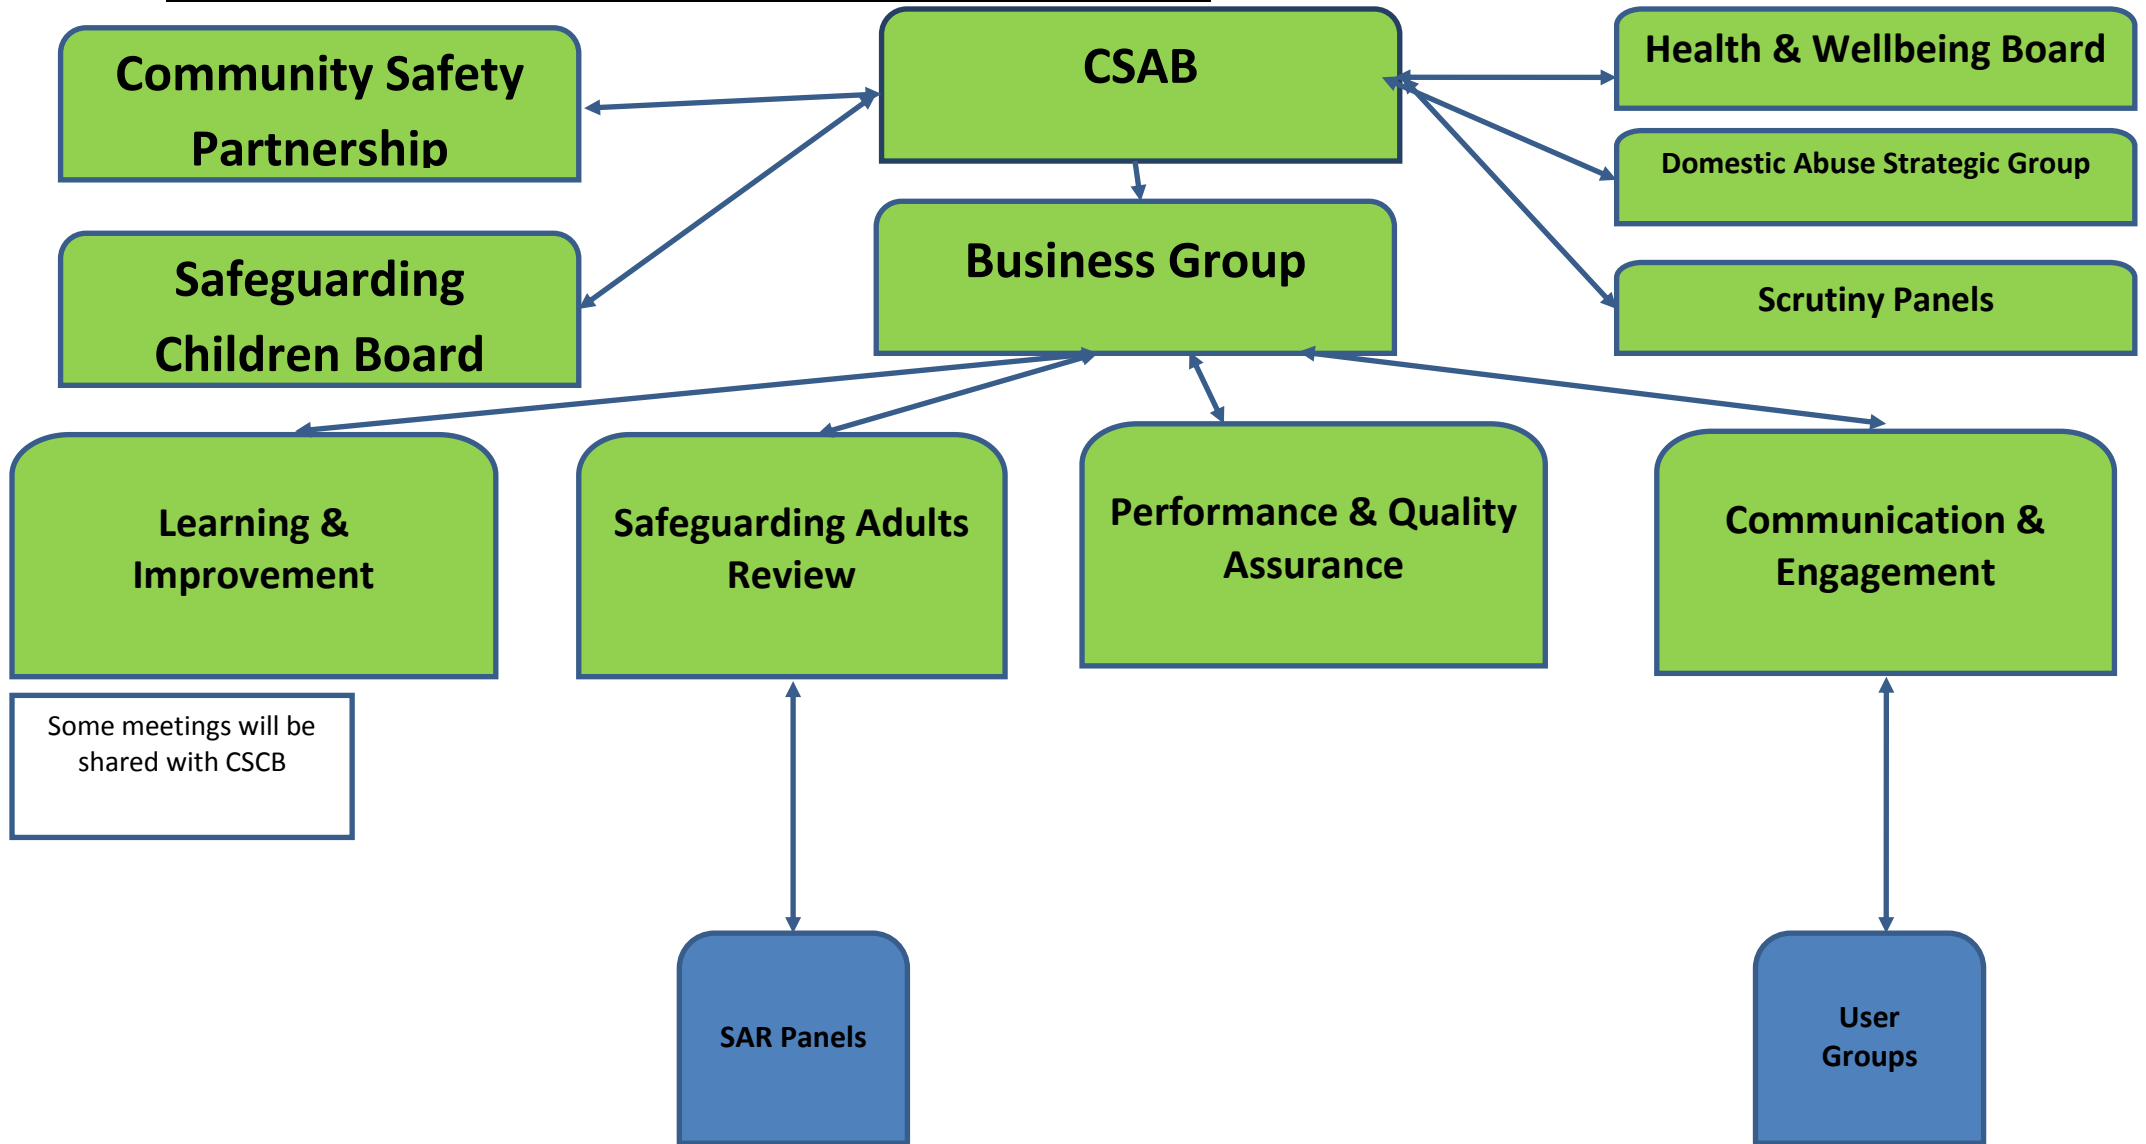 Community Safety
Partnership
CSAB
Health & Wellbeing Board
Domestic Abuse Strategic Group
Safeguarding
Children Board
Business Group
Scrutiny Panels
Learning &
Improvement
Safeguarding Adults
Review
Performance & Quality
Assurance
Communication &
Engagement
Some meetings will be
shared with CSCB
SAR Panels
User
Groups